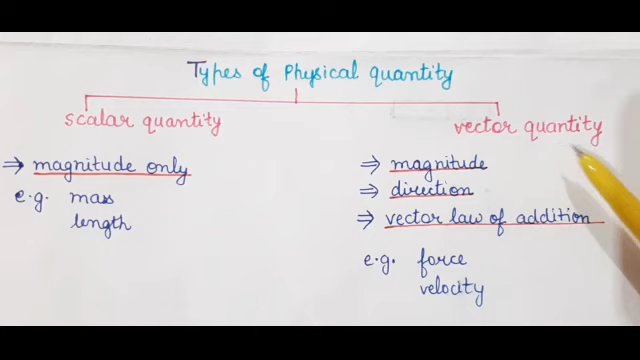 Types of Physical quantity
scalar quantity
vector quantity
⇒ magnitude only
e.g. mass
length
⇒ magnitude
⇒ direction
⇒ vector law of addition
e.g. force
velocity